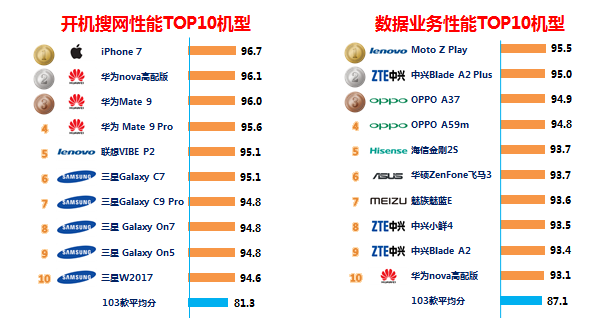 开机搜网性能TOP10机型
1 iPhone 7 96.7
2 HUAWEI 华为nova高配版 96.1
3 HUAWEI 华为Mate 9 96.0
4 HUAWEI 华为 Mate 9 Pro 95.6
5 lenovo 联想VIBE P2 95.1
6 SAMSUNG 三星Galaxy C7 95.1
7 SAMSUNG 三星Galaxy C9 Pro 94.8
8 SAMSUNG 三星 Galaxy On7 94.8
9 SAMSUNG 三星 Galaxy On5 94.8
10 SAMSUNG 三星W2017 94.6
103款平均分 81.3
数据业务性能TOP10机型
1 lenovo Moto Z Play 95.5
2 ZTE中兴 中兴Blade A2 Plus 95.0
3 oppo OPPO A37 94.9
4 oppo OPPO A59m 94.8
5 Hisense 海信金刚2S 93.7
6 ASUS 华硕ZenFone飞马3 93.7
7 MEIZU 魅族魅蓝E 93.6
8 ZTE中兴 中兴小鲜4 93.5
9 ZTE中兴 中兴Blade A2 93.4
10 HUAWEI 华为nova高配版 93.1
103款平均分 87.1